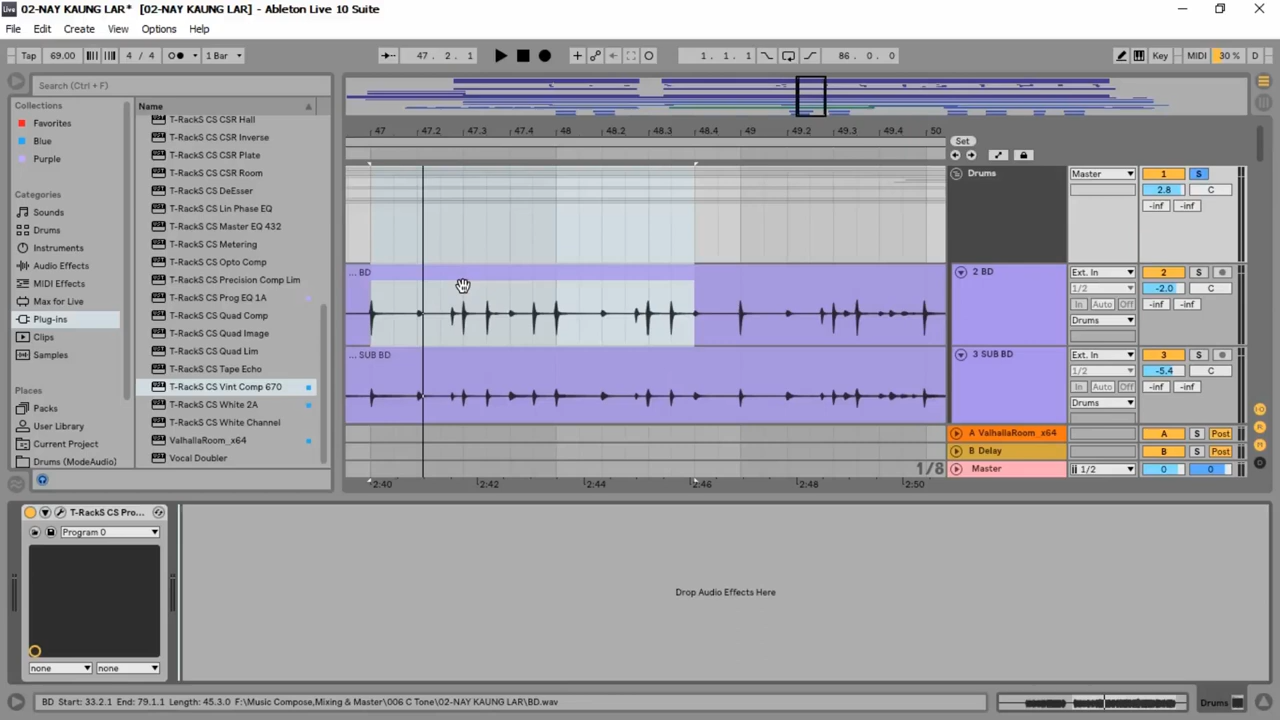 02-NAY KAUNG LAR* [02-NAY KAUNG LAR] - Ableton Live 10 Suite
File Edit Create View Options Help
Tap 69.00 4 / 4 1 Bar 47 . 2 . 1 1 . 1 . 1 86 . 0 . 0 Key MIDI 30 % D
Search (Ctrl + F)
Collections
Favorites
Blue
Purple
Categories
Sounds
Drums
Instruments
Audio Effects
MIDI Effects
Max for Live
Plug-ins
Clips
Samples
Places
Packs
User Library
Current Project
Drums (ModeAudio)
Name
T-RackS CS CSR Hall
T-RackS CS CSR Inverse
T-RackS CS CSR Plate
T-RackS CS CSR Room
T-RackS CS DeEsser
T-RackS CS Lin Phase EQ
T-RackS CS Master EQ 432
T-RackS CS Metering
T-RackS CS Opto Comp
T-RackS CS Precision Comp Lim
T-RackS CS Prog EQ 1A
T-RackS CS Quad Comp
T-RackS CS Quad Image
T-RackS CS Quad Lim
T-RackS CS Tape Echo
T-RackS CS Vint Comp 670
T-RackS CS White 2A
T-RackS CS White Channel
ValhallaRoom_x64
Vocal Doubler
47 47.2 47.3 47.4 48 48.2 48.3 48.4 49 49.2 49.3 49.4 50
Set
Drums Master 1 S
2.8 C
-inf -inf
... BD 2 BD Ext. In 2 S
1/2 -2.0 C
In Auto Off -inf -inf
Drums
... SUB BD 3 SUB BD Ext. In 3 S
1/2 -5.4 C
In Auto Off -inf -inf
Drums
A ValhallaRoom_x64 A S Post
B Delay B S Post
1/8 Master 1/2 0 0
2:40 2:42 2:44 2:46 2:48 2:50
T-RackS CS Pro...
Program 0
none none
Drop Audio Effects Here
BD Start: 33.2.1 End: 79.1.1 Length: 45.3.0 F:\Music Compose,Mixing & Master\006 C Tone\02-NAY KAUNG LAR\BD.wav
Drums